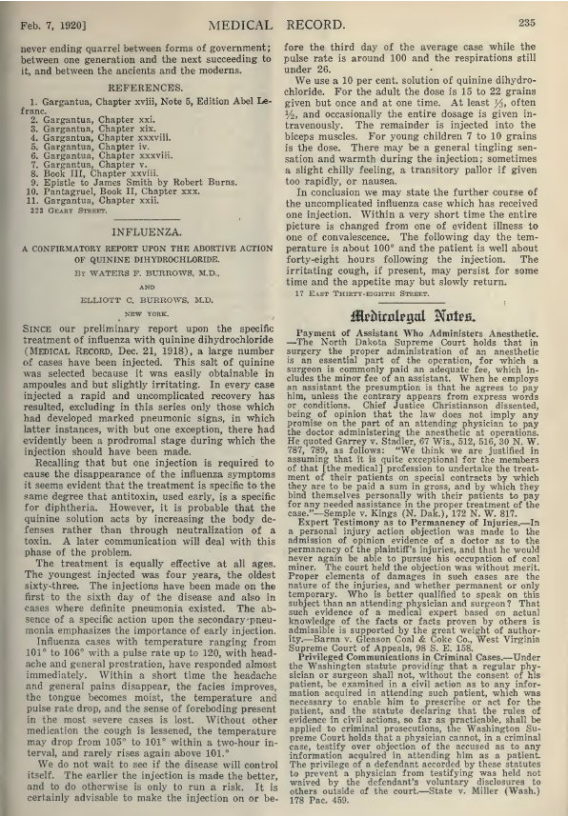 Feb. 7, 1920]
MEDICAL RECORD.
235
never ending quarrel between forms of government;
between one generation and the next succeeding to
it, and between the ancients and the moderns.
REFERENCES.
1. Gargantua, Chapter xviii, Note 5, Edition Abel Le-
franc.
2. Gargantua, Chapter xxi.
3. Gargantua, Chapter xix.
4. Gargantua, Chapter xxxviii.
5. Gargantua, Chapter iv.
6. Gargantua, Chapter xxxviii.
7. Gargantua, Chapter v.
8. Book III, Chapter xxviii.
9. Epistle to James Smith by Robert Burns.
10. Pantagruel, Book II, Chapter xxx.
11. Gargantua, Chapter xxii.
323 GEARY STREET.
INFLUENZA.
A CONFIRMATORY REPORT UPON THE ABORTIVE ACTION
OF QUININE DIHYDROCHLORIDE.
BY WATERS F. BURROWS, M.D.,
AND
ELLIOTT C. BURROWS, M.D.
NEW YORK.
SINCE our preliminary report upon the specific
treatment of influenza with quinine dihydrochloride
(MEDICAL RECORD, Dec. 21, 1918), a large number
of cases have been injected. This salt of quinine
was selected because it was easily obtainable in
ampoules and but slightly irritating. In every case
injected a rapid and uncomplicated recovery has
resulted, excluding in this series only those which
had developed marked pneumonic signs, in which
latter instances, with but one exception, there had
evidently been a prodromal stage during which the
injection should have been made.
Recalling that but one injection is required to
cause the disappearance of the influenza symptoms
it seems evident that the treatment is specific to the
same degree that antitoxin, used early, is a specific
for diphtheria. However, it is probable that the
quinine solution acts by increasing the body de-
fenses rather than through neutralization of a
toxin. A later communication will deal with this
phase of the problem.
The treatment is equally effective at all ages.
The youngest injected was four years, the oldest
sixty-three. The injections have been made on the
first to the sixth day of the disease and also in
cases where definite pneumonia existed. The ab-
sence of a specific action upon the secondary pneu-
monia emphasizes the importance of early injection.
Influenza cases with temperature ranging from
101° to 106° with a pulse rate up to 120, with head-
ache and general prostration, have responded almost
immediately. Within a short time the headache
and general pains disappear, the facies improves,
the tongue becomes moist, the temperature and
pulse rate drop, and the sense of foreboding present
in the most severe cases is lost. Without other
medication the cough is lessened, the temperature
may drop from 105° to 101° within a two-hour in-
terval, and rarely rises again above 101.°
We do not wait to see if the disease will control
itself. The earlier the injection is made the better,
and to do otherwise is only to run a risk. It is
certainly advisable to make the injection on or be-
fore the third day of the average case while the
pulse rate is around 100 and the respirations still
under 26.
We use a 10 per cent. solution of quinine dihydro-
chloride. For the adult the dose is 15 to 22 grains
given but once and at one time. At least ⅓, often
½, and occasionally the entire dosage is given in-
travenously. The remainder is injected into the
biceps muscles. For young children 7 to 10 grains
is the dose. There may be a general tingling sen-
sation and warmth during the injection; sometimes
a slight chilly feeling, a transitory pallor if given
too rapidly, or nausea.
In conclusion we may state the further course of
the uncomplicated influenza case which has received
one injection. Within a very short time the entire
picture is changed from one of evident illness to
one of convalescence. The following day the tem-
perature is about 100° and the patient is well about
forty-eight hours following the injection. The
irritating cough, if present, may persist for some
time and the appetite may but slowly return.
17 EAST THIRTY-EIGHTH STREET.
Medicolegal Notes.
Payment of Assistant Who Administers Anesthetic.
—The North Dakota Supreme Court holds that in
surgery the proper administration of an anesthetic
is an essential part of the operation, for which a
surgeon is commonly paid an adequate fee, which in-
cludes the minor fee of an assistant. When he employs
an assistant the presumption is that he agrees to pay
him, unless the contrary appears from express words
or conditions. Chief Justice Christianson dissented,
being of opinion that the law does not imply any
promise on the part of an attending physician to pay
the doctor administering the anesthetic at operations.
He quoted Garrey v. Stadler, 67 Wis., 512, 516, 30 N. W.
787, 789, as follows: "We think we are justified in
assuming that it is quite exceptional for the members
of that [the medical] profession to undertake the treat-
ment of their patients on special contracts by which
they are to be paid a sum in gross, and by which they
bind themselves personally with their patients to pay
for any needed assistance in the proper treatment of the
case."—Semple v. Kings (N. Dak.), 172 N. W. 817.
Expert Testimony as to Permanency of Injuries.—In
a personal injury action objection was made to the
admission of opinion evidence of a doctor as to the
permanency of the plaintiff's injuries, and that he would
never again be able to pursue his occupation of coal
miner. The court held the objection was without merit.
Proper elements of damages in such cases are the
nature of the injuries, and whether permanent or only
temporary. Who is better qualified to speak on this
subject than an attending physician and surgeon? That
such evidence of a medical expert based on actual
knowledge of the facts or facts proven by others is
admissible is supported by the great weight of author-
ity.—Barma v. Gleason Coal & Coke Co., West Virginia
Supreme Court of Appeals, 98 S. E. 158.
Privileged Communications in Criminal Cases.—Under
the Washington statute providing that a regular phy-
sician or surgeon shall not, without the consent of his
patient, be examined in a civil action as to any infor-
mation acquired in attending such patient, which was
necessary to enable him to prescribe or act for the
patient, and the statute declaring that the rules of
evidence in civil actions, so far as practicable, shall be
applied to criminal prosecutions, the Washington Su-
preme Court holds that a physician cannot, in a criminal
case, testify over objection of the accused as to any
information acquired in attending him as a patient.
The privilege of a defendant accorded by these statutes
to prevent a physician from testifying was held not
waived by the defendant's voluntary disclosures to
others outside of the court.—State v. Miller (Wash.)
178 Pac. 459.